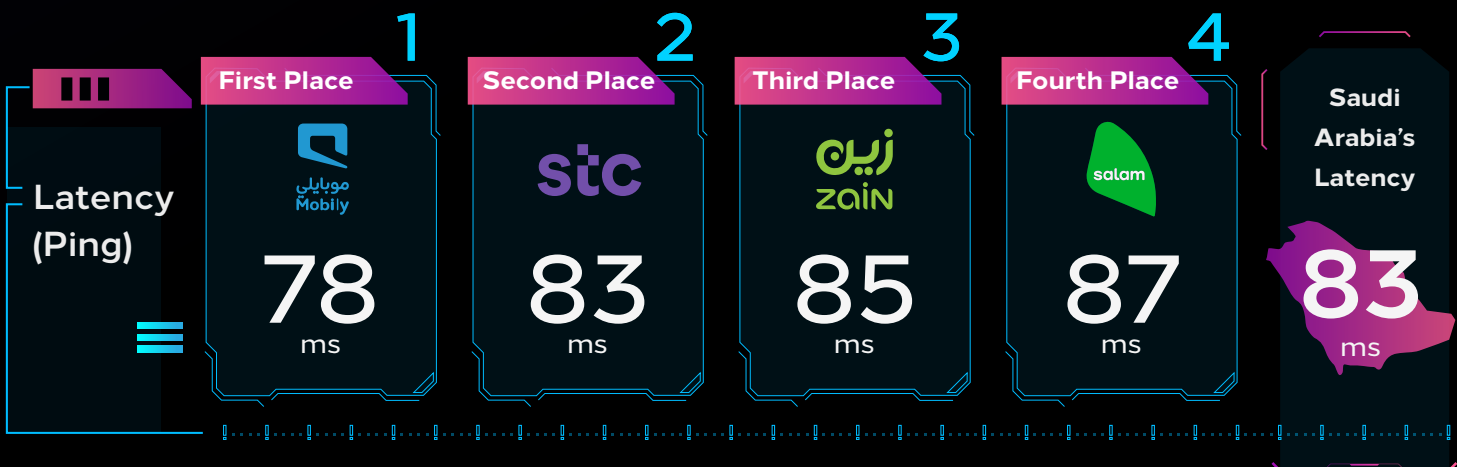 Latency
(Ping)
1
First Place
موبايلي
Mobily
78
ms
2
Second Place
stc
83
ms
3
Third Place
زين
zain
85
ms
4
Fourth Place
salam
87
ms
Saudi
Arabia’s
Latency
83
ms